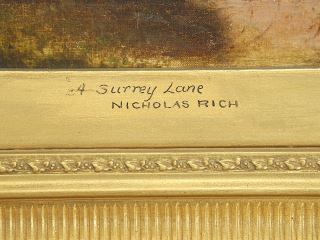 A Surrey Lane
NICHOLAS RICH